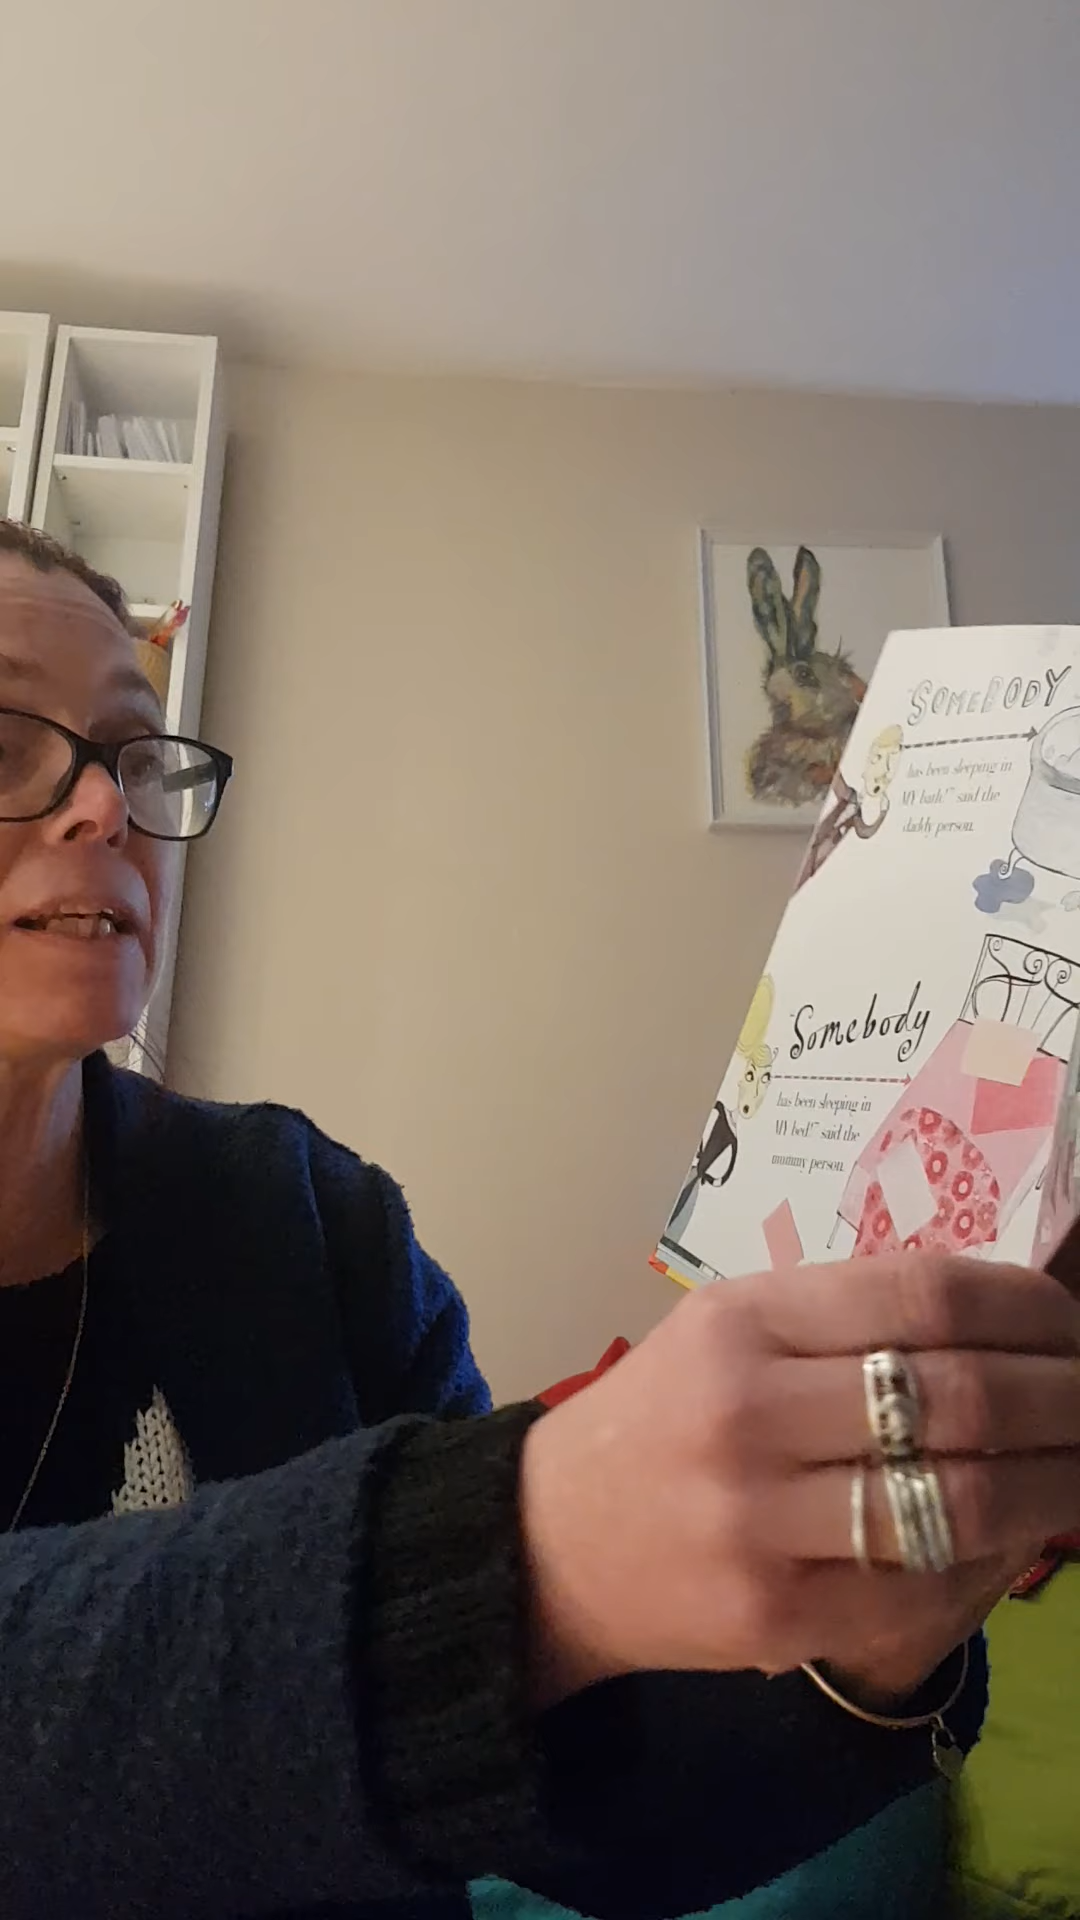 "SOMEBODY
has been sleeping in
MY bath!" said the
daddy person.
"Somebody
has been sleeping in
MY bed!" said the
mummy person.